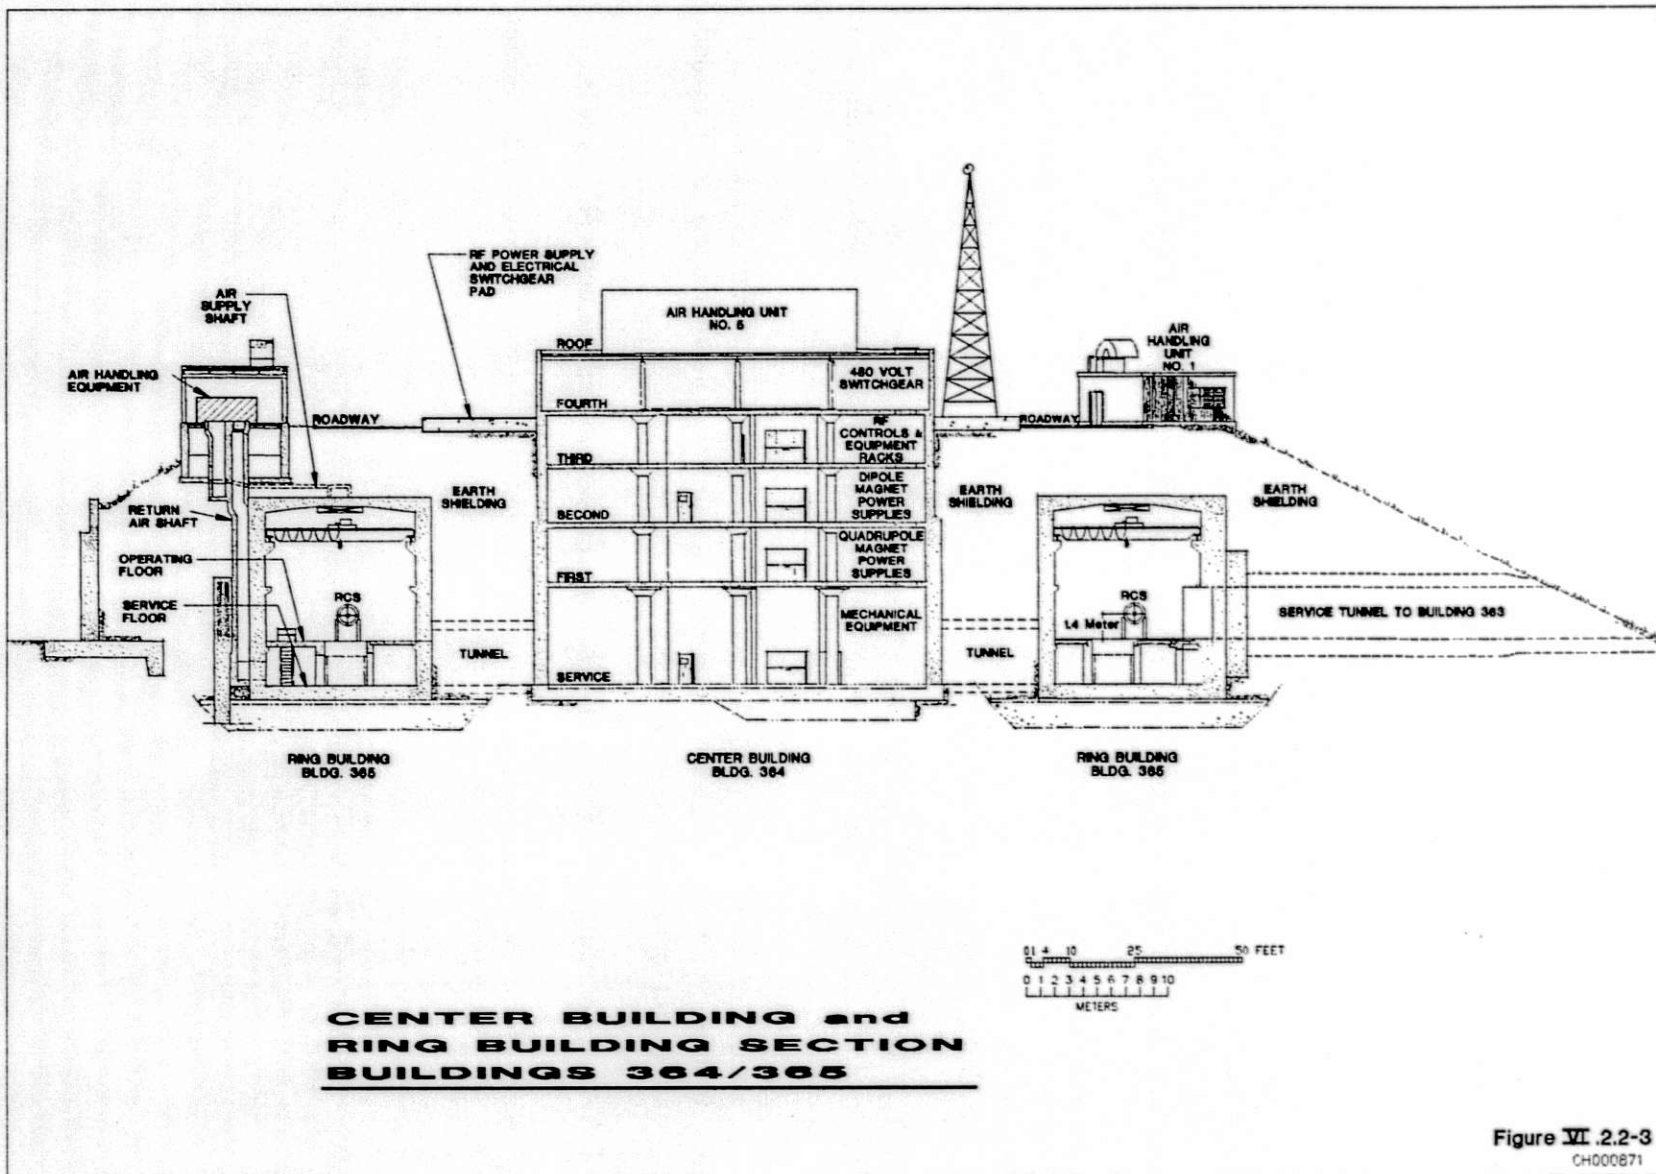 RF POWER SUPPLY
AND ELECTRICAL
SWITCHGEAR
PAD
AIR
SUPPLY
SHAFT
AIR HANDLING UNIT
NO. 5
AIR
HANDLING
UNIT
NO. 1
ROOF
AIR HANDLING
EQUIPMENT
480 VOLT
SWITCHGEAR
FOURTH
ROADWAY
ROADWAY
RF
CONTROLS &
EQUIPMENT
RACKS
THIRD
DIPOLE
MAGNET
POWER
SUPPLIES
EARTH
SHIELDING
EARTH
SHIELDING
EARTH
SHIELDING
RETURN
AIR SHAFT
SECOND
QUADRUPOLE
MAGNET
POWER
SUPPLIES
OPERATING
FLOOR
FIRST
SERVICE
FLOOR
RCS
RCS
1.4 Meter
MECHANICAL
EQUIPMENT
SERVICE TUNNEL TO BUILDING 363
TUNNEL
TUNNEL
SERVICE
RING BUILDING
BLDG. 365
CENTER BUILDING
BLDG. 364
RING BUILDING
BLDG. 365
0 1 4 10 25 50 FEET
0 1 2 3 4 5 6 7 8 9 10
METERS
CENTER BUILDING and
RING BUILDING SECTION
BUILDINGS 364/365
Figure VI .2.2-3
CH000871